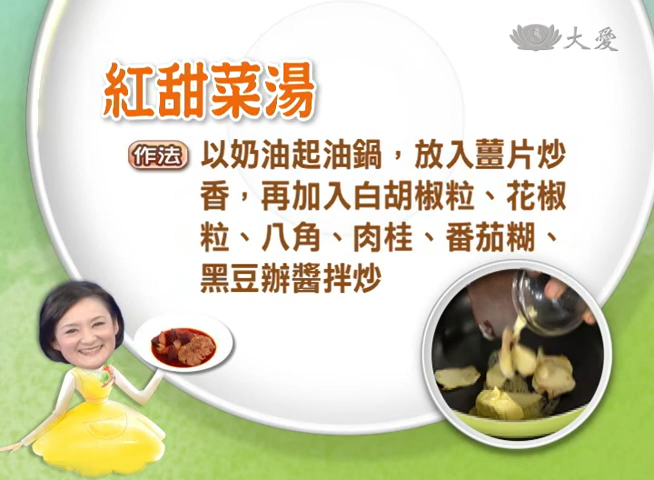 大愛
紅甜菜湯
作法
以奶油起油鍋，放入薑片炒
香，再加入白胡椒粒、花椒
粒、八角、肉桂、番茄糊、
黑豆辦醬拌炒